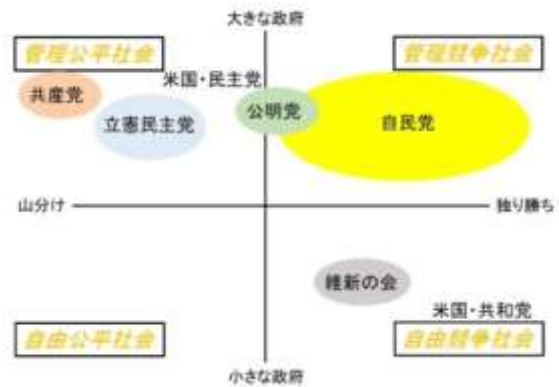 大きな政府
管理公平社会
管理競争社会
米国・民主党
共産党
公明党
立憲民主党
自民党
山分け
独り勝ち
維新の会
米国・共和党
自由公平社会
自由競争社会
小さな政府